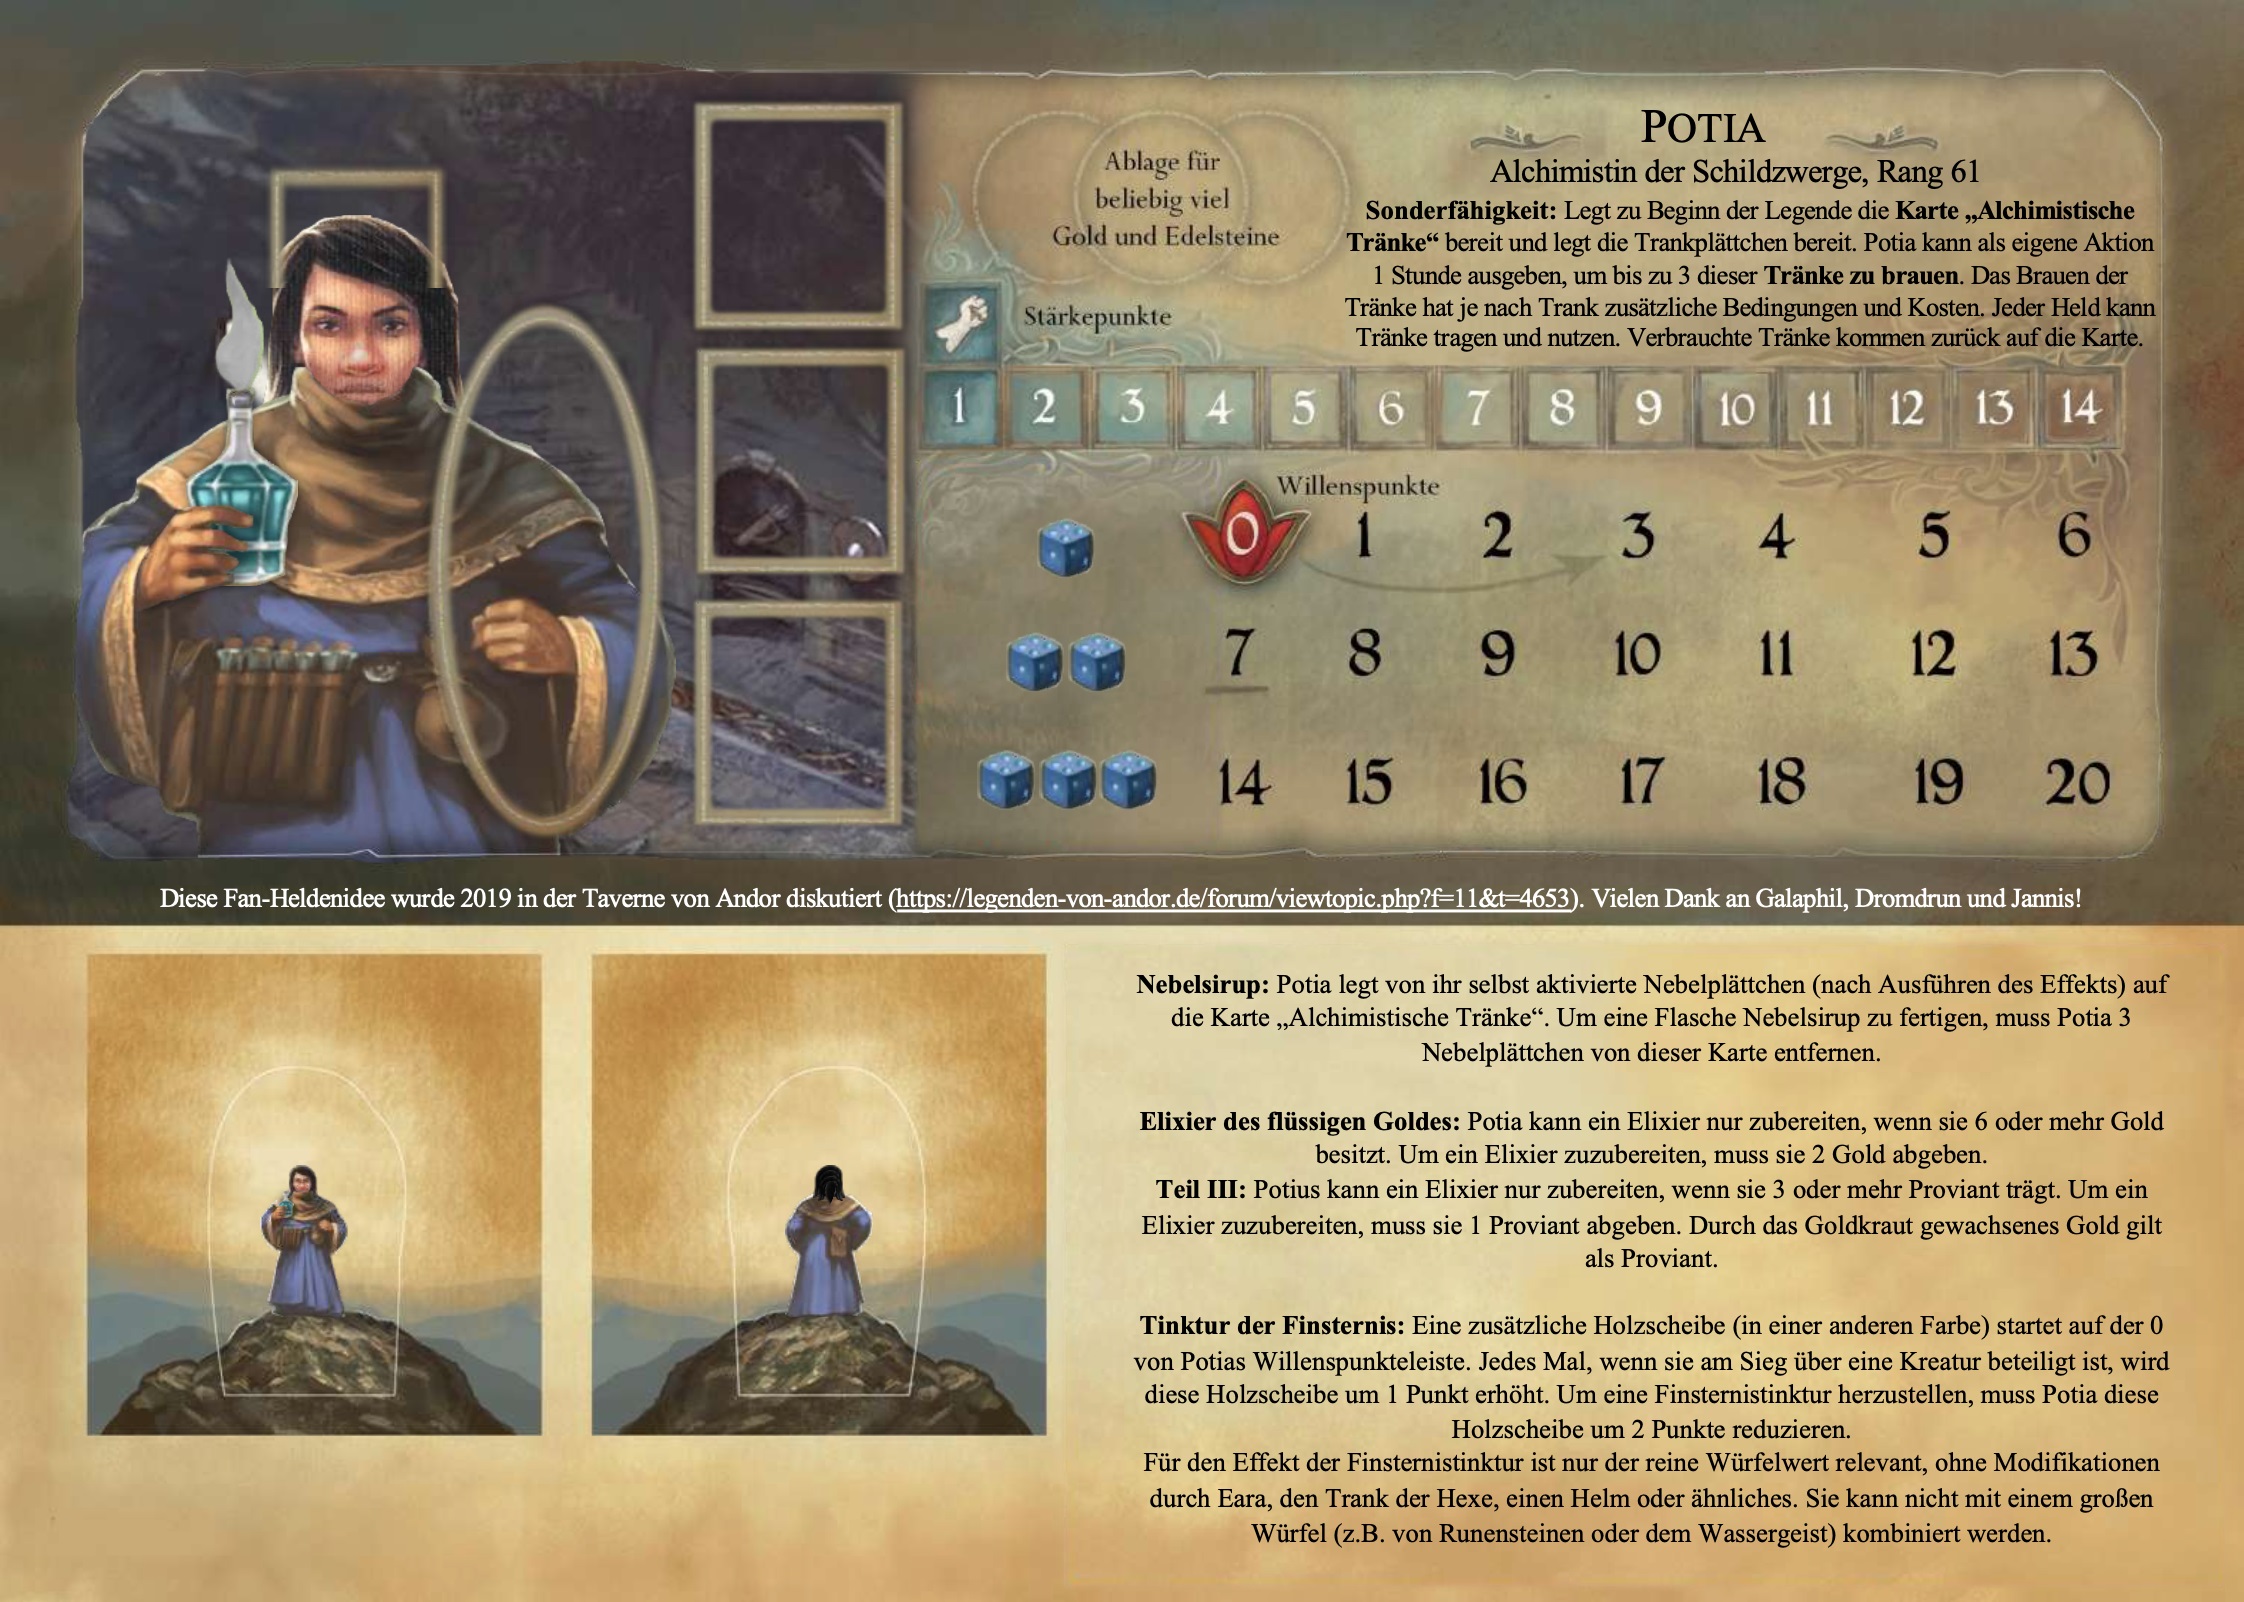 Ablage für
beliebig viel
Gold und Edelsteine
POTIA
Alchimistin der Schildzwerge, Rang 61
Sonderfähigkeit: Legt zu Beginn der Legende die Karte „Alchimistische
Tränke“ bereit und legt die Trankplättchen bereit. Potia kann als eigene Aktion
1 Stunde ausgeben, um bis zu 3 dieser Tränke zu brauen. Das Brauen der
Tränke hat je nach Trank zusätzliche Bedingungen und Kosten. Jeder Held kann
Tränke tragen und nutzen. Verbrauchte Tränke kommen zurück auf die Karte.
Stärkepunkte
1 2 3 4 5 6 7 8 9 10 11 12 13 14
Willenspunkte
0 1 2 3 4 5 6
7 8 9 10 11 12 13
14 15 16 17 18 19 20
Diese Fan-Heldenidee wurde 2019 in der Taverne von Andor diskutiert (https://legenden-von-andor.de/forum/viewtopic.php?f=11&t=4653). Vielen Dank an Galaphil, Dromdrun und Jannis!
Nebelsirup: Potia legt von ihr selbst aktivierte Nebelplättchen (nach Ausführen des Effekts) auf
die Karte „Alchimistische Tränke“. Um eine Flasche Nebelsirup zu fertigen, muss Potia 3
Nebelplättchen von dieser Karte entfernen.
Elixier des flüssigen Goldes: Potia kann ein Elixier nur zubereiten, wenn sie 6 oder mehr Gold
besitzt. Um ein Elixier zuzubereiten, muss sie 2 Gold abgeben.
Teil III: Potius kann ein Elixier nur zubereiten, wenn sie 3 oder mehr Proviant trägt. Um ein
Elixier zuzubereiten, muss sie 1 Proviant abgeben. Durch das Goldkraut gewachsenes Gold gilt
als Proviant.
Tinktur der Finsternis: Eine zusätzliche Holzscheibe (in einer anderen Farbe) startet auf der 0
von Potias Willenspunkteleiste. Jedes Mal, wenn sie am Sieg über eine Kreatur beteiligt ist, wird
diese Holzscheibe um 1 Punkt erhöht. Um eine Finsternistinktur herzustellen, muss Potia diese
Holzscheibe um 2 Punkte reduzieren.
Für den Effekt der Finsternistinktur ist nur der reine Würfelwert relevant, ohne Modifikationen
durch Eara, den Trank der Hexe, einen Helm oder ähnliches. Sie kann nicht mit einem großen
Würfel (z.B. von Runensteinen oder dem Wassergeist) kombiniert werden.